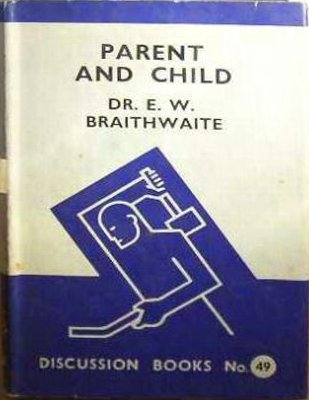 PARENT
AND CHILD
DR. E. W.
BRAITHWAITE
DISCUSSION BOOKS No. 49